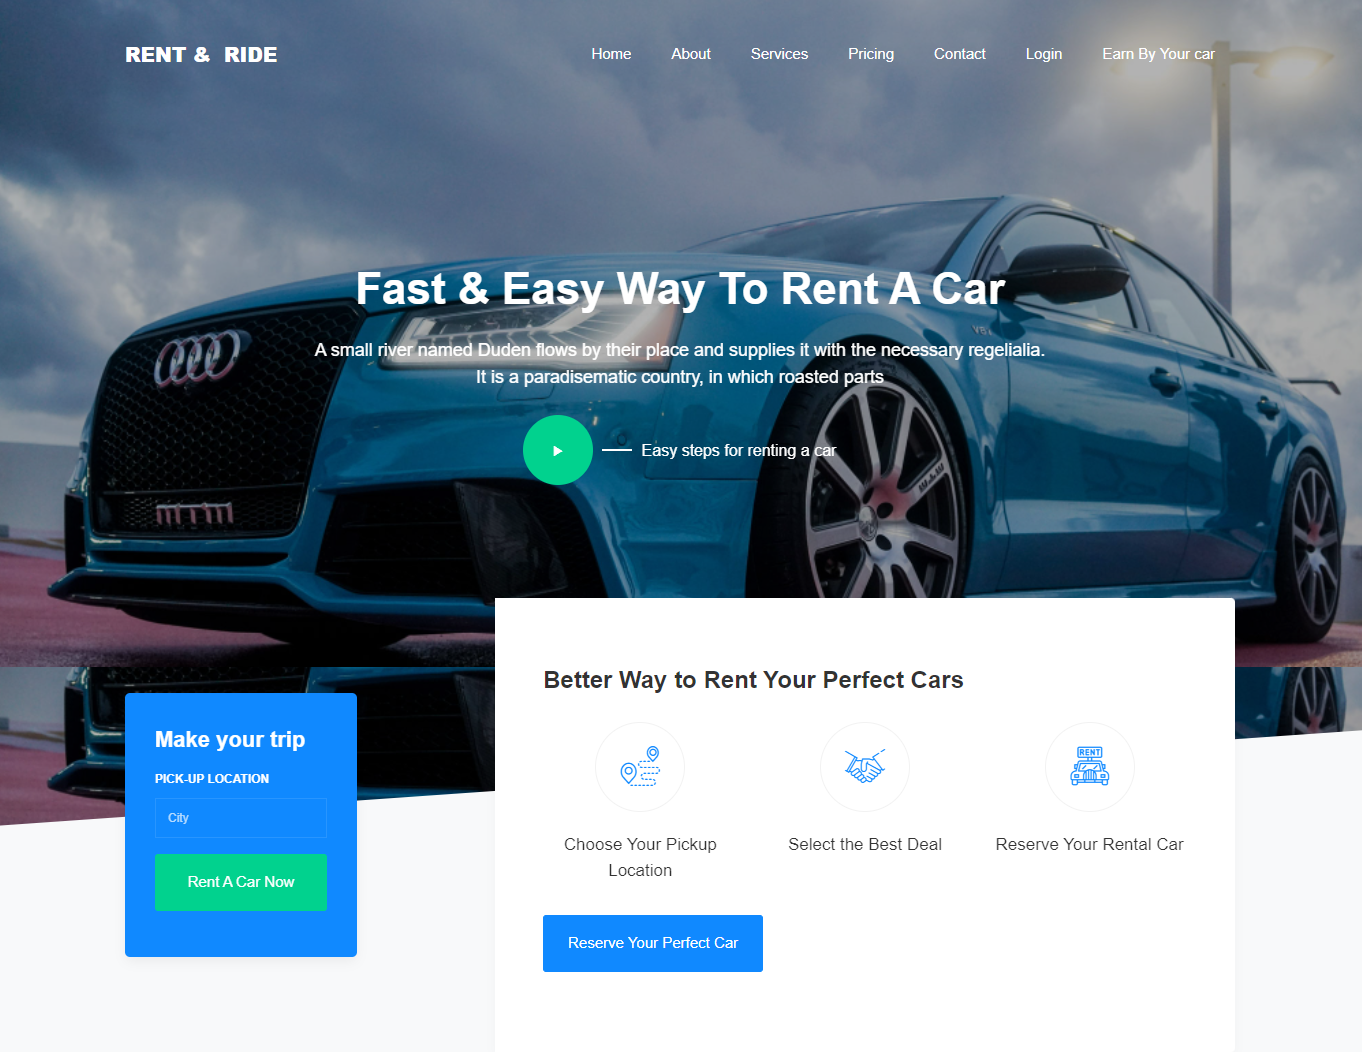 RENT & RIDE
Home About Services Pricing Contact Login Earn By Your car
Fast & Easy Way To Rent A Car
A small river named Duden flows by their place and supplies it with the necessary regelialia.
It is a paradisematic country, in which roasted parts
Easy steps for renting a car
Make your trip
PICK-UP LOCATION
City
Rent A Car Now
Better Way to Rent Your Perfect Cars
RENT
Choose Your Pickup
Location
Select the Best Deal
Reserve Your Rental Car
Reserve Your Perfect Car